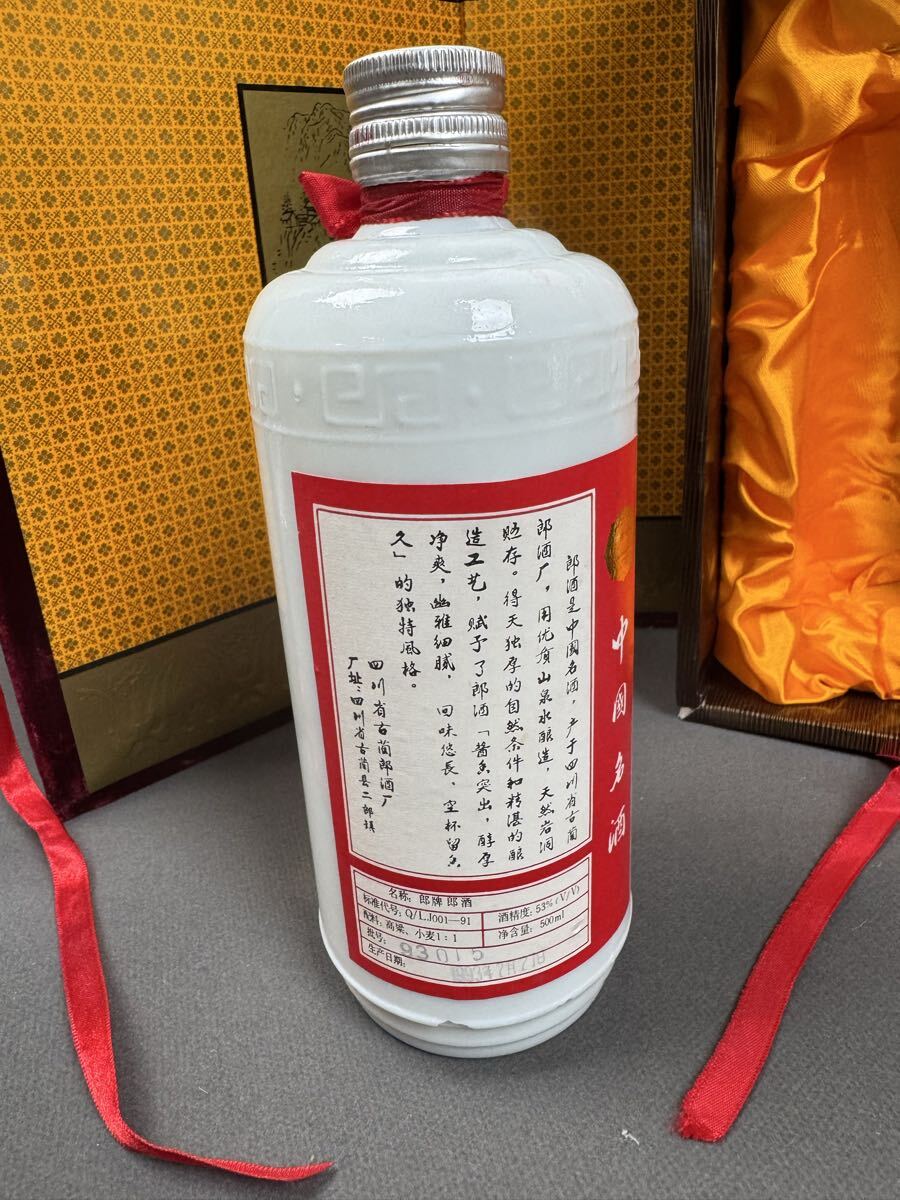 中國名酒
郎酒是中国名酒，产于四川省古蔺
郎酒厂，用优质山泉水酿造，天然岩洞
贮存。得天独厚的自然条件和精湛的酿
造工艺，赋予了郎酒「酱香突出，醇厚
净爽，幽雅细腻，回味悠長，空杯留香
久」的独特风格。
四川省古蔺郎酒厂
厂址：四川省古蔺县二郎镇
名称：郎牌郎酒
标准代号：Q/LJ001—91
酒精度：53%(V/V)
配料：高粱、小麦1：1
净含量：500ml
批号：93015
生产日期：